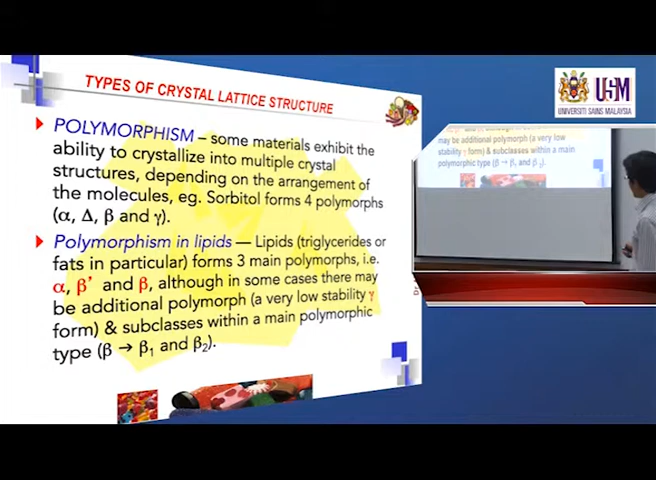 TYPES OF CRYSTAL LATTICE STRUCTURE
POLYMORPHISM – some materials exhibit the
ability to crystallize into multiple crystal
structures, depending on the arrangement of
the molecules, eg. Sorbitol forms 4 polymorphs
(α, Δ, β and γ).
Polymorphism in lipids — Lipids (triglycerides or
fats in particular) forms 3 main polymorphs, i.e.
α, β' and β, although in some cases there may
be additional polymorph (a very low stability γ
form) & subclasses within a main polymorphic
type (β → β1 and β2).
USM
UNIVERSITI SAINS MALAYSIA
may be additional polymorph (a very low
stability γ form) & subclasses within a main
polymorphic type (β → β1 and β2).